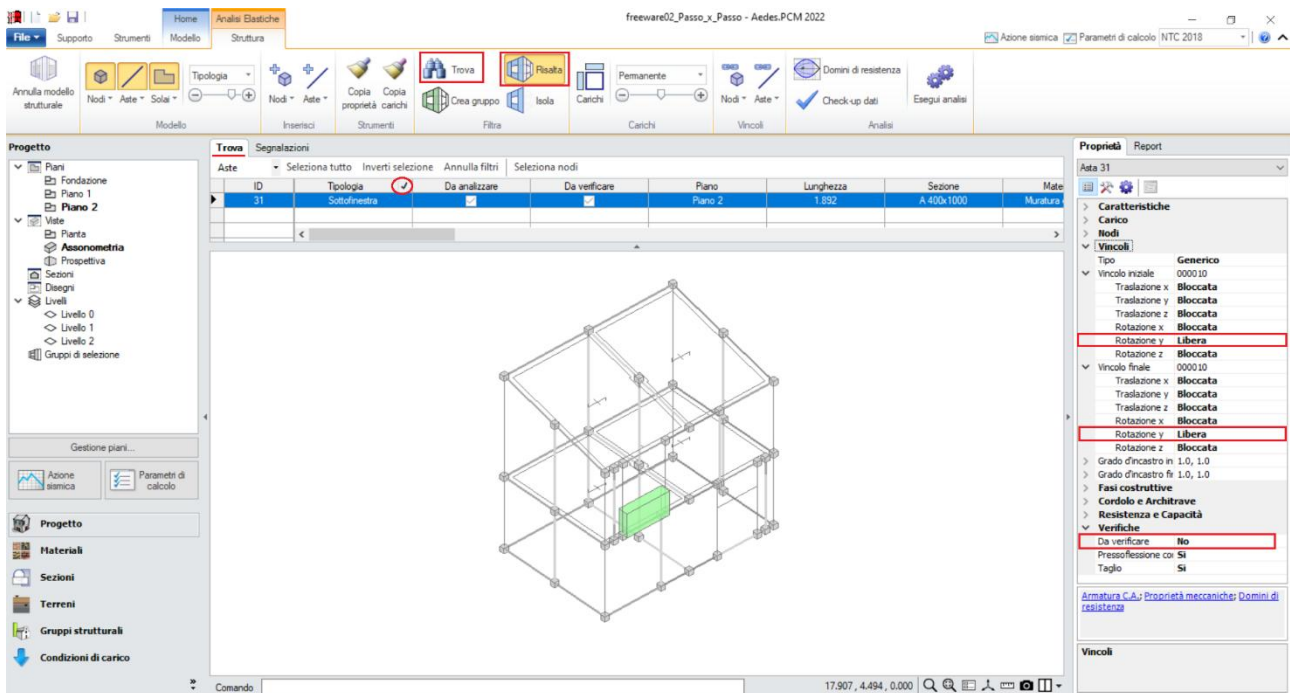 Home
Analisi Elastiche
freeware02_Passo_x_Passo - Aedes.PCM 2022
File
Supporto
Strumenti
Modello
Struttura
Azione sismica
Parametri di calcolo
NTC 2018
Annulla modello strutturale
Nodi
Aste
Solai
Tipologia
Modello
Nodi
Aste
Inserisci
Copia proprietà
Copia carichi
Strumenti
Trova
Risalta
Crea gruppo
Isola
Filtra
Carichi
Permanente
Carichi
Nodi
Aste
Vincoli
Domini di resistenza
Check-up dati
Esegui analisi
Analisi
Progetto
Piani
Fondazione
Piano 1
Piano 2
Viste
Pianta
Assonometria
Prospettiva
Sezioni
Disegni
Livelli
Livello 0
Livello 1
Livello 2
Gruppi di selezione
Gestione piani...
Azione sismica
Parametri di calcolo
Progetto
Materiali
Sezioni
Terreni
Gruppi strutturali
Condizioni di carico
Trova Segnalazioni
Aste Seleziona tutto Inverti selezione Annulla filtri Seleziona nodi
ID Tipologia Da analizzare Da verificare Piano Lunghezza Sezione Mate
31 Sottofinestra Piano 2 1.892 A 400x1000 Muratura
Comando
17.907 , 4.494 , 0.000
Proprietà Report
Asta 31
Caratteristiche
Carico
Nodi
Vincoli
Tipo Generico
Vincolo iniziale 000010
Traslazione x Bloccata
Traslazione y Bloccata
Traslazione z Bloccata
Rotazione x Bloccata
Rotazione y Libera
Rotazione z Bloccata
Vincolo finale 000010
Traslazione x Bloccata
Traslazione y Bloccata
Traslazione z Bloccata
Rotazione x Bloccata
Rotazione y Libera
Rotazione z Bloccata
Grado d'incastro in 1.0, 1.0
Grado d'incastro fir 1.0, 1.0
Fasi costruttive
Cordolo e Architrave
Resistenza e Capacità
Verifiche
Da verificare No
Pressoflessione co Sì
Taglio Sì
Armatura C.A.; Proprietà meccaniche; Domini di
resistenza
Vincoli